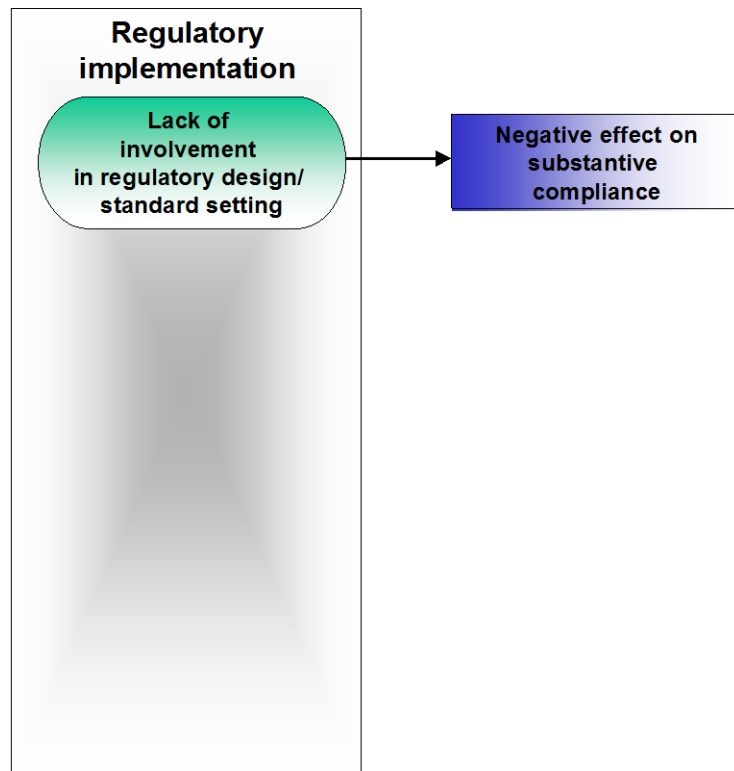 Regulatory
implementation
Lack of
involvement
in regulatory design/
standard setting
Negative effect on
substantive
compliance